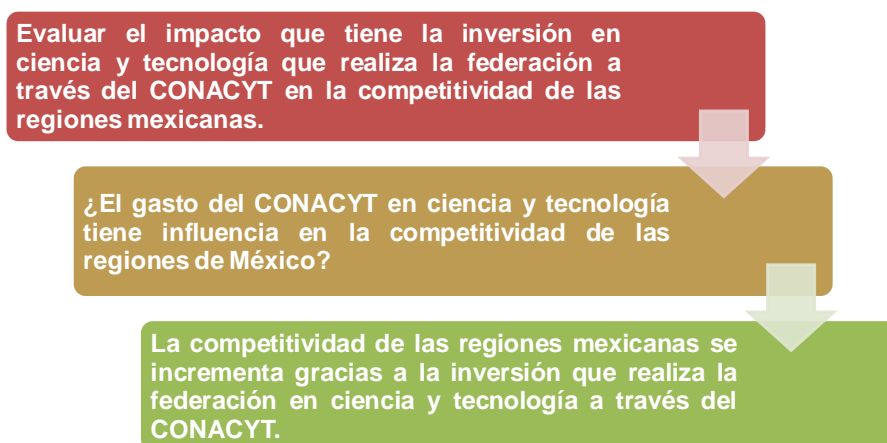 Evaluar el impacto que tiene la inversión en
ciencia y tecnología que realiza la federación a
través del CONACYT en la competitividad de las
regiones mexicanas.
¿El gasto del CONACYT en ciencia y tecnología
tiene influencia en la competitividad de las
regiones de México?
La competitividad de las regiones mexicanas se
incrementa gracias a la inversión que realiza la
federación en ciencia y tecnología a través del
CONACYT.